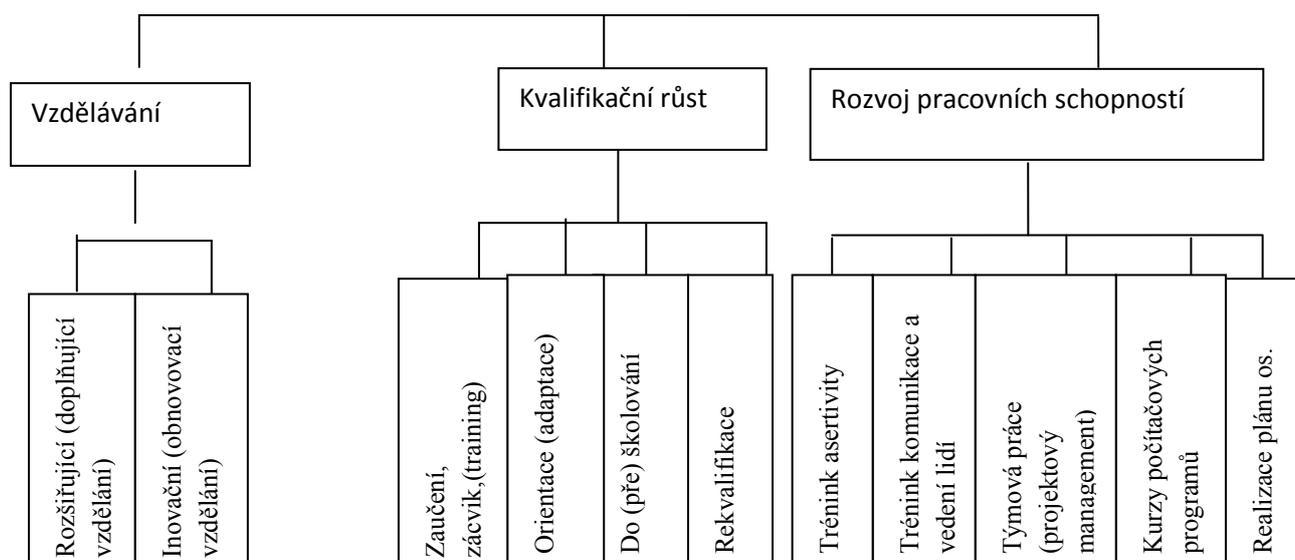 Vzdělávání
Kvalifikační růst
Rozvoj pracovních schopností
Rozšiřující (doplňující
vzdělání)
Inovační (obnovovací
vzdělání)
Zaučení,
zácvik,(training)
Orientace (adaptace)
Do (pře) školování
Rekvalifikace
Trénink asertivity
Trénink komunikace a
vedení lidí
Týmová práce
(projektový
management)
Kurzy počítačových
programů
Realizace plánu os.